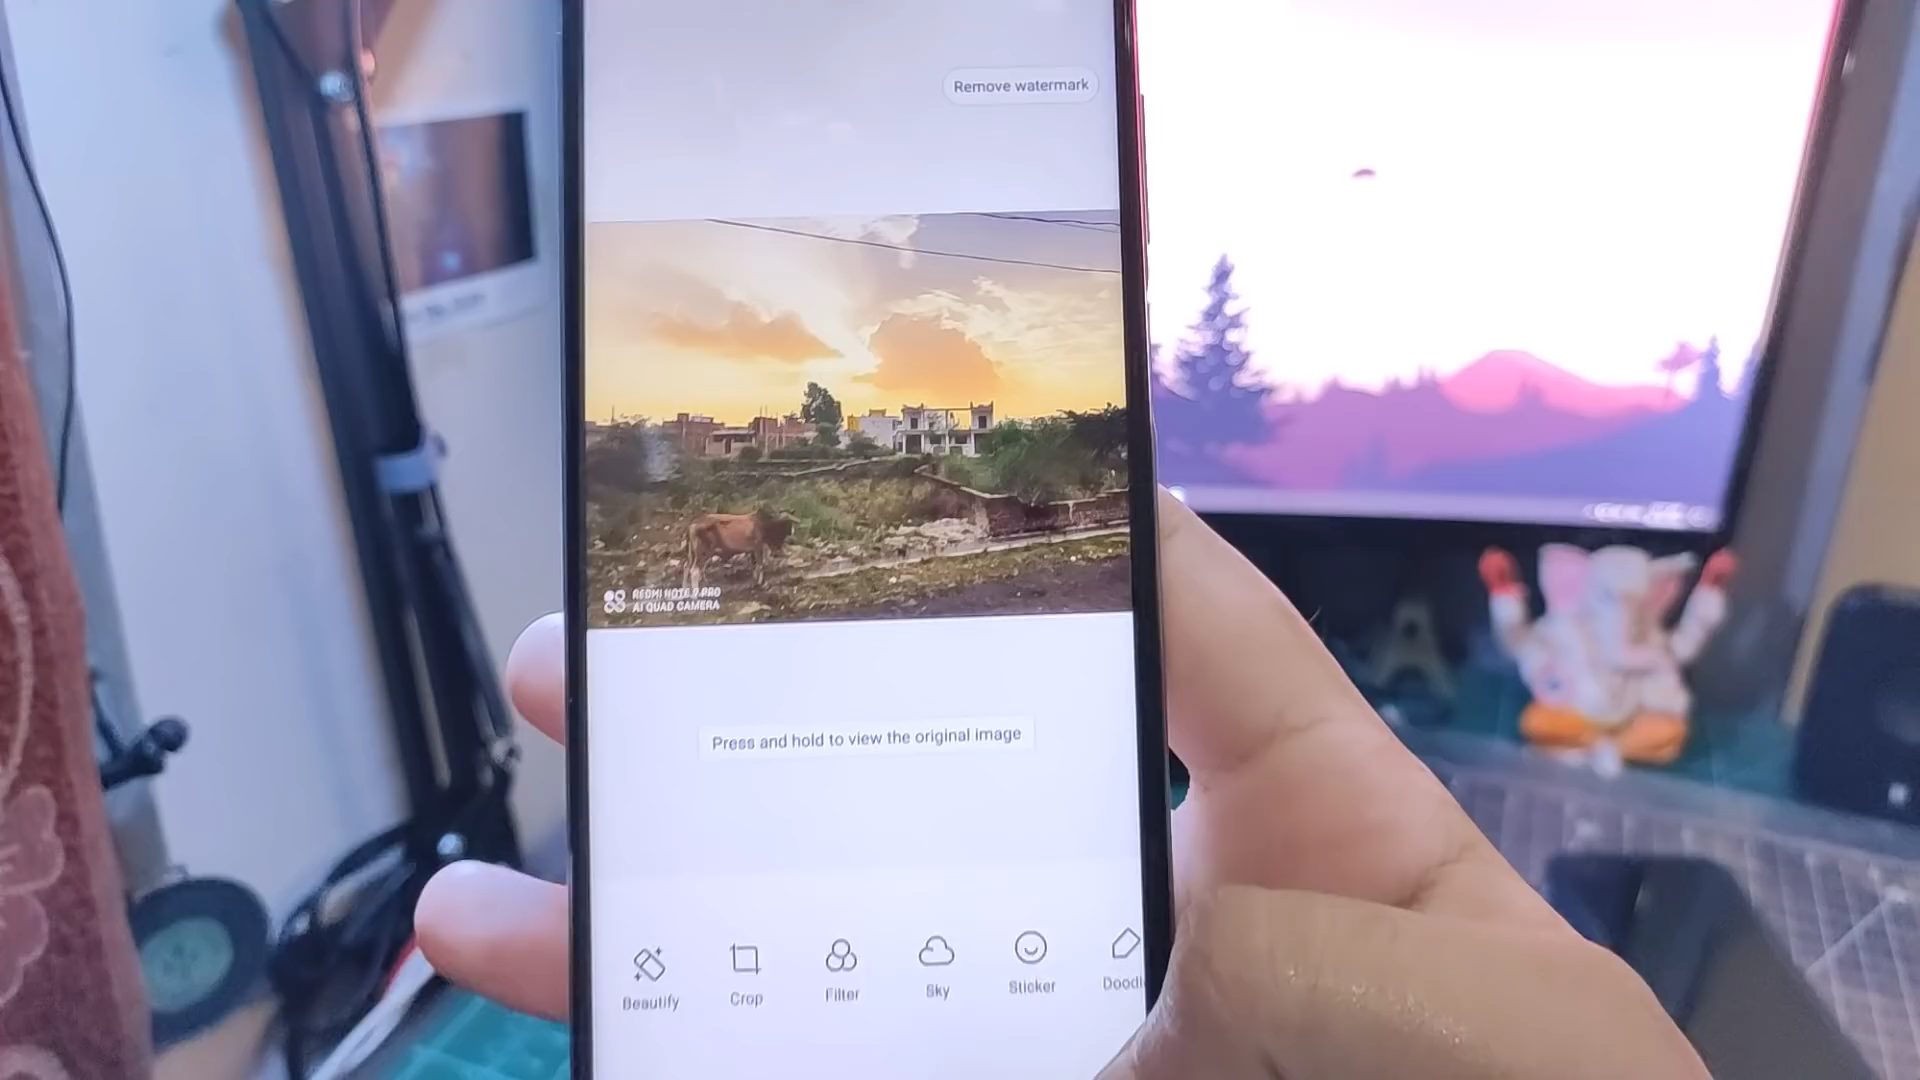 Remove watermark
REDMI NOTE 9 PRO
AI QUAD CAMERA
Press and hold to view the original image
Beautify
Crop
Filter
Sky
Sticker
Doodl